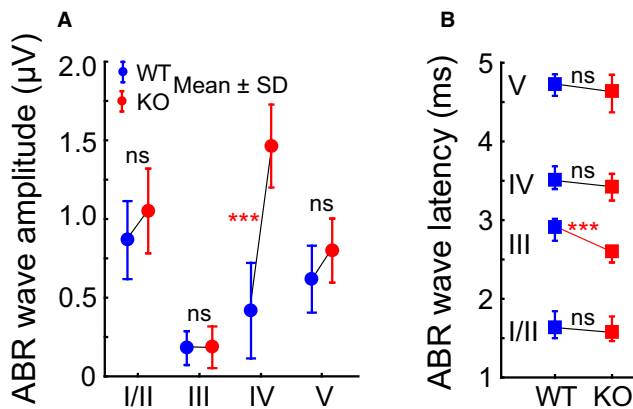 A
ABR wave amplitude (µV)
2.0
1.5
1.0
0.5
0
WT
KO
Mean ± SD
ns
ns
***
ns
I/II
III
IV
V
B
ABR wave latency (ms)
5
4
3
2
1
V
ns
IV
ns
III
***
I/II
ns
WT
KO